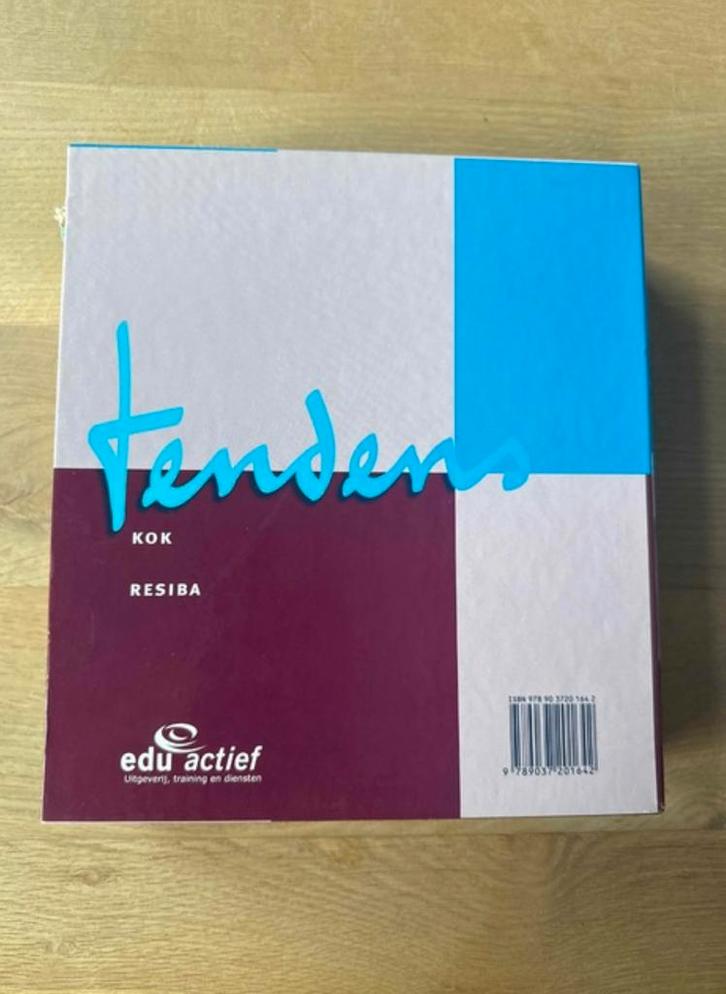 tendens
KOK
RESIBA
edu actief
Uitgeverij, training en diensten
ISBN 978 90 3720 164 2
9 789037 201642